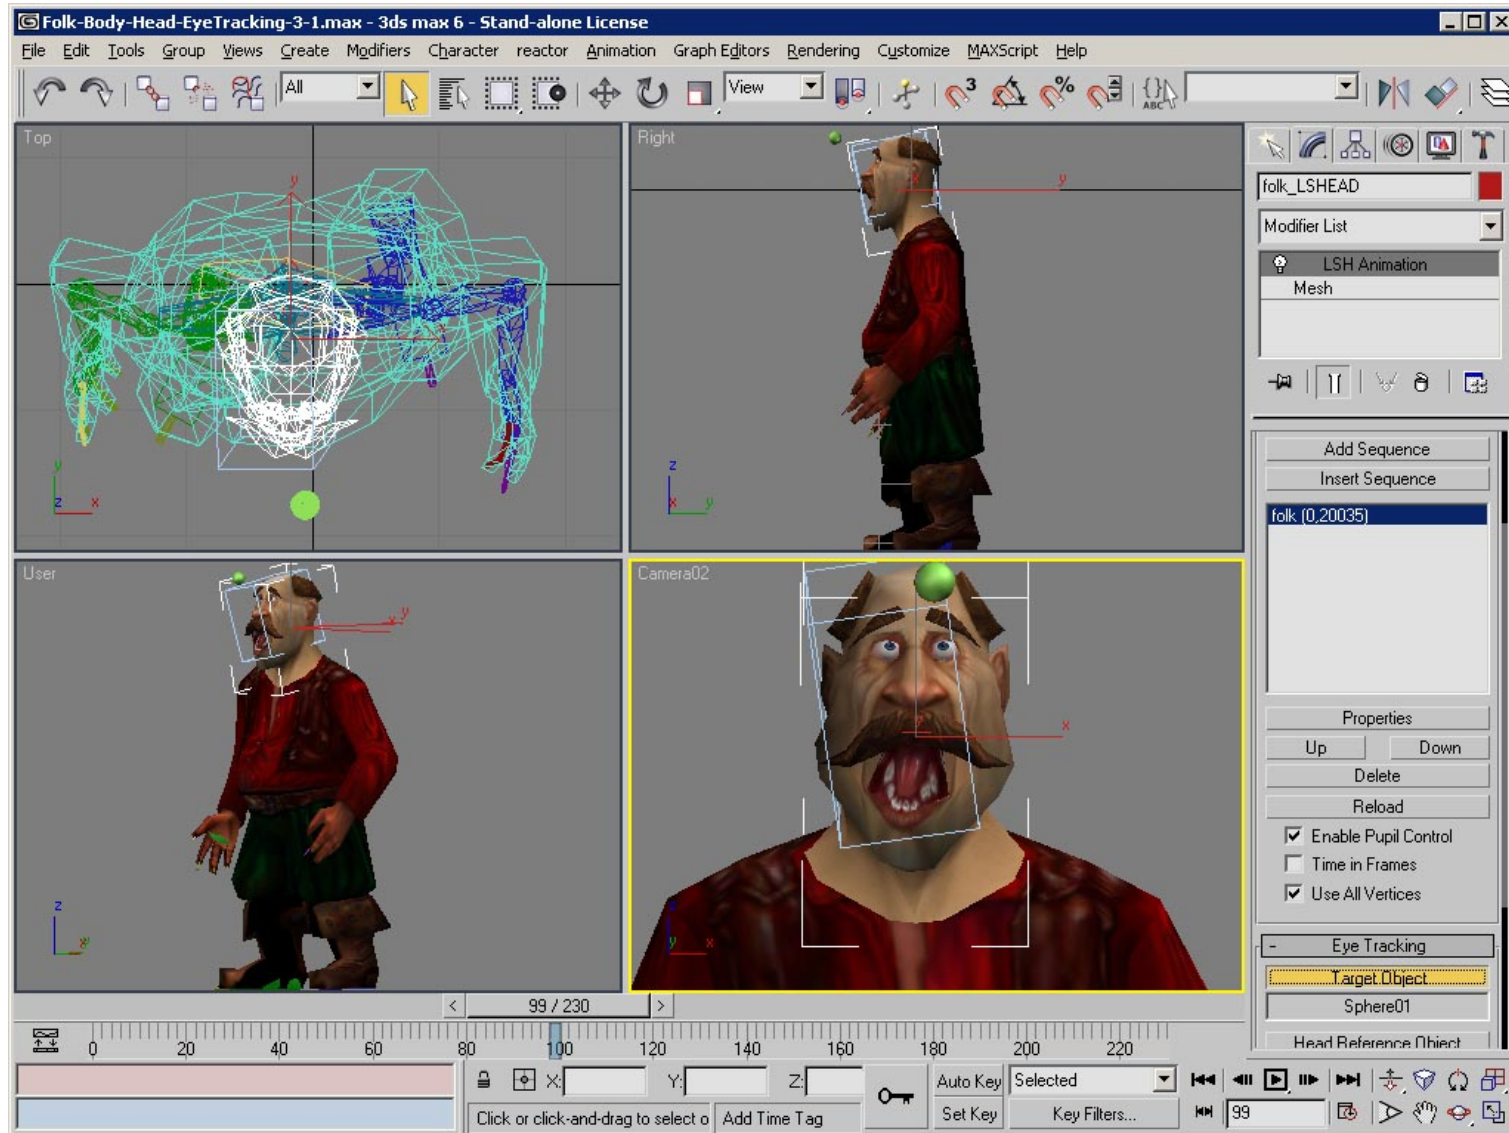 Folk-Body-Head-EyeTracking-3-1.max - 3ds max 6 - Stand-alone License
File Edit Tools Group Views Create Modifiers Character reactor Animation Graph Editors Rendering Customize MAXScript Help
All View 3 % ABC
Top
y
y
z x
Right
x y
z
x y
folk_LSHEAD
Modifier List
LSH Animation
Mesh
Add Sequence
Insert Sequence
folk (0,20035)
User
x y
z
Camera02
x
z
y x
Properties
Up Down
Delete
Reload
Enable Pupil Control
Time in Frames
Use All Vertices
- Eye Tracking
Target Object
Sphere01
Head Reference Object
< 99 / 230 >
0 20 40 60 80 100 120 140 160 180 200 220
X: Y: Z: Auto Key Selected
Click or click-and-drag to select o Add Time Tag Set Key Key Filters... 99